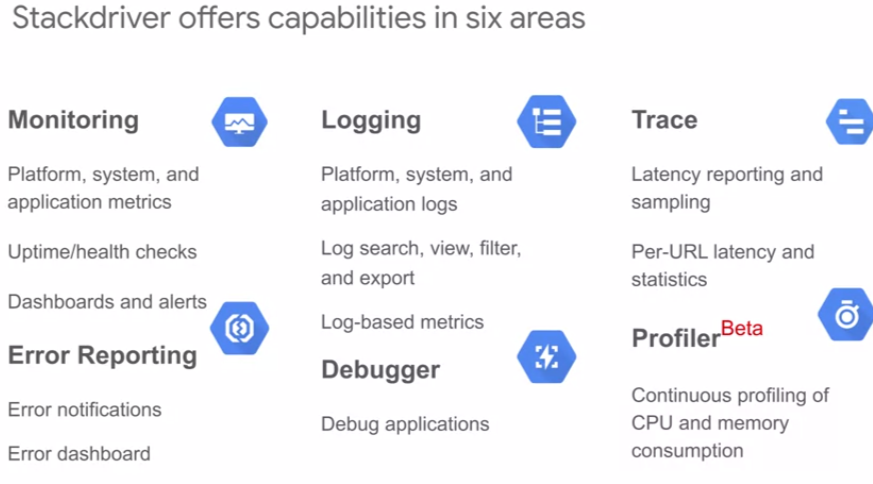 Stackdriver offers capabilities in six areas
Monitoring
Platform, system, and
application metrics
Uptime/health checks
Dashboards and alerts
Error Reporting
Error notifications
Error dashboard
Logging
Platform, system, and
application logs
Log search, view, filter,
and export
Log-based metrics
Debugger
Debug applications
Trace
Latency reporting and
sampling
Per-URL latency and
statistics
Profiler Beta
Continuous profiling of
CPU and memory
consumption